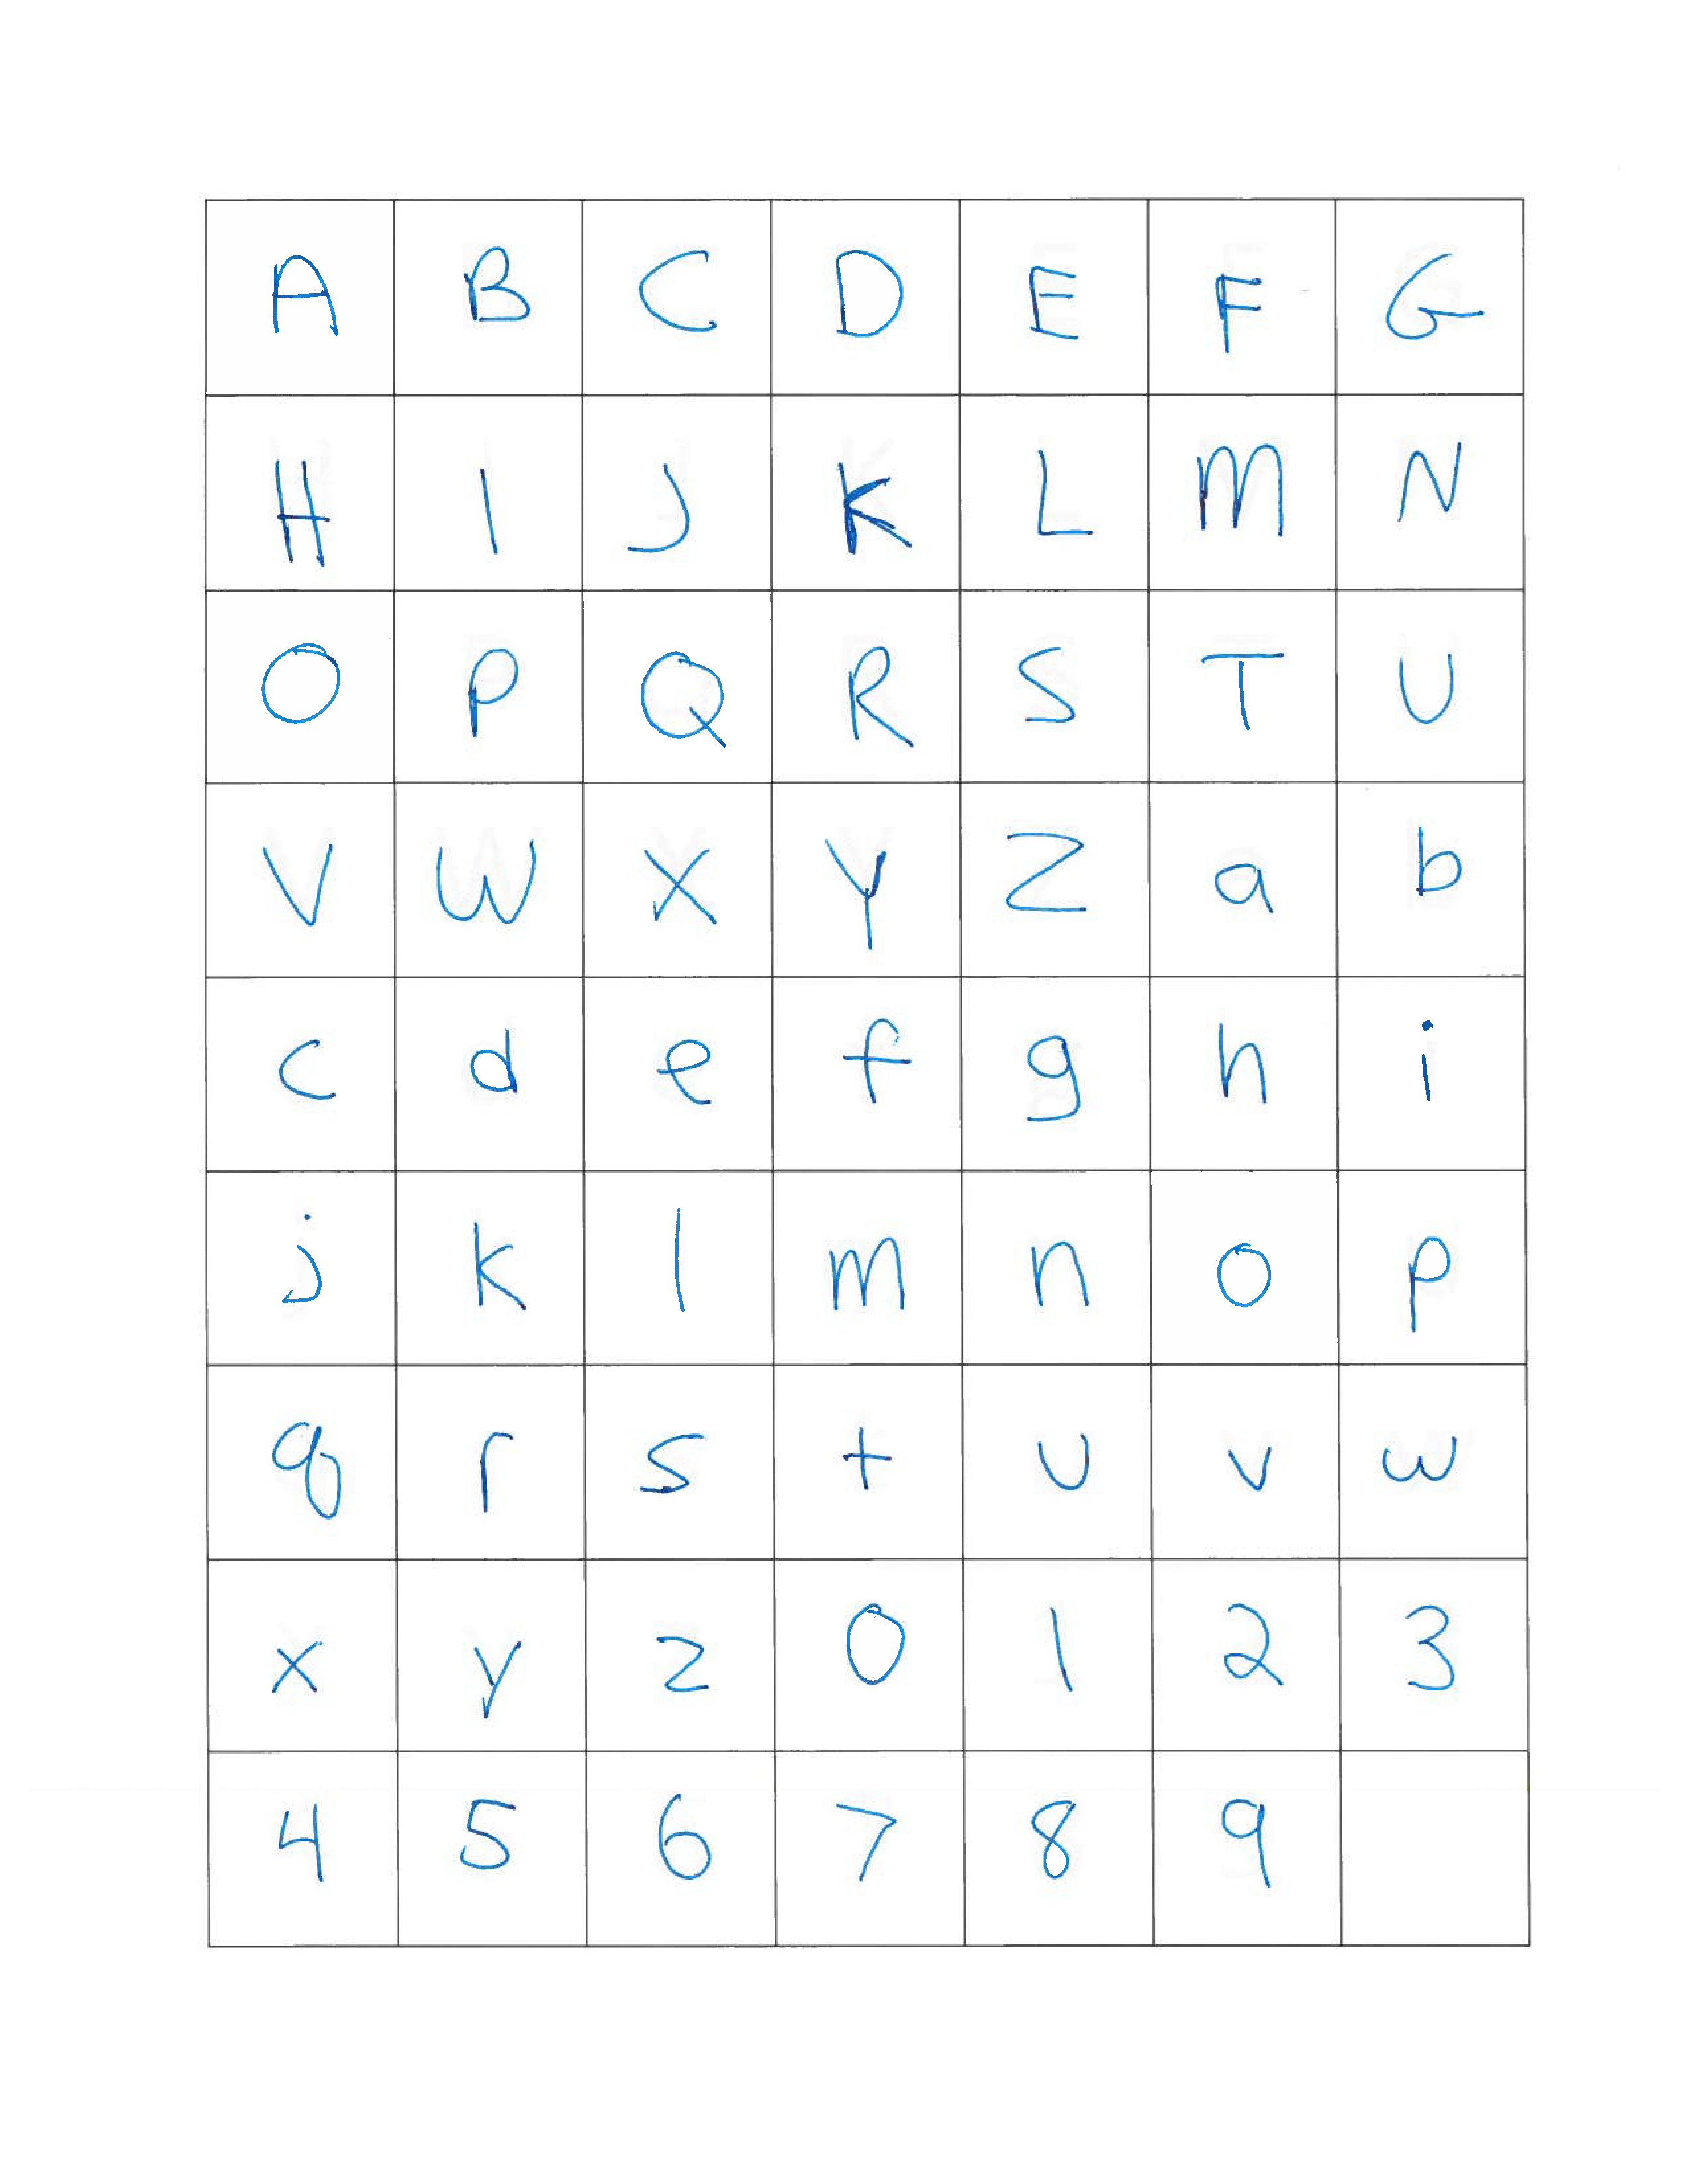 A B C D E F G
H I J K L M N
O P Q R S T U
V W X Y Z a b
c d e f g h i
j k l m n o p
q r s t u v w
x y z 0 1 2 3
4 5 6 7 8 9